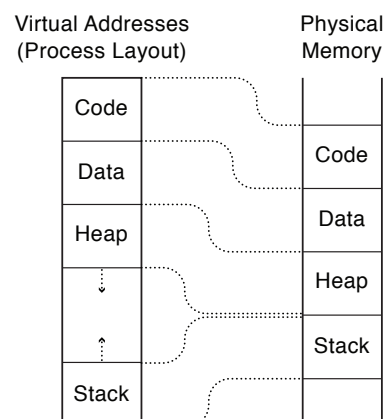 Virtual Addresses
(Process Layout)
Code
Data
Heap
Stack
Physical
Memory
Code
Data
Heap
Stack